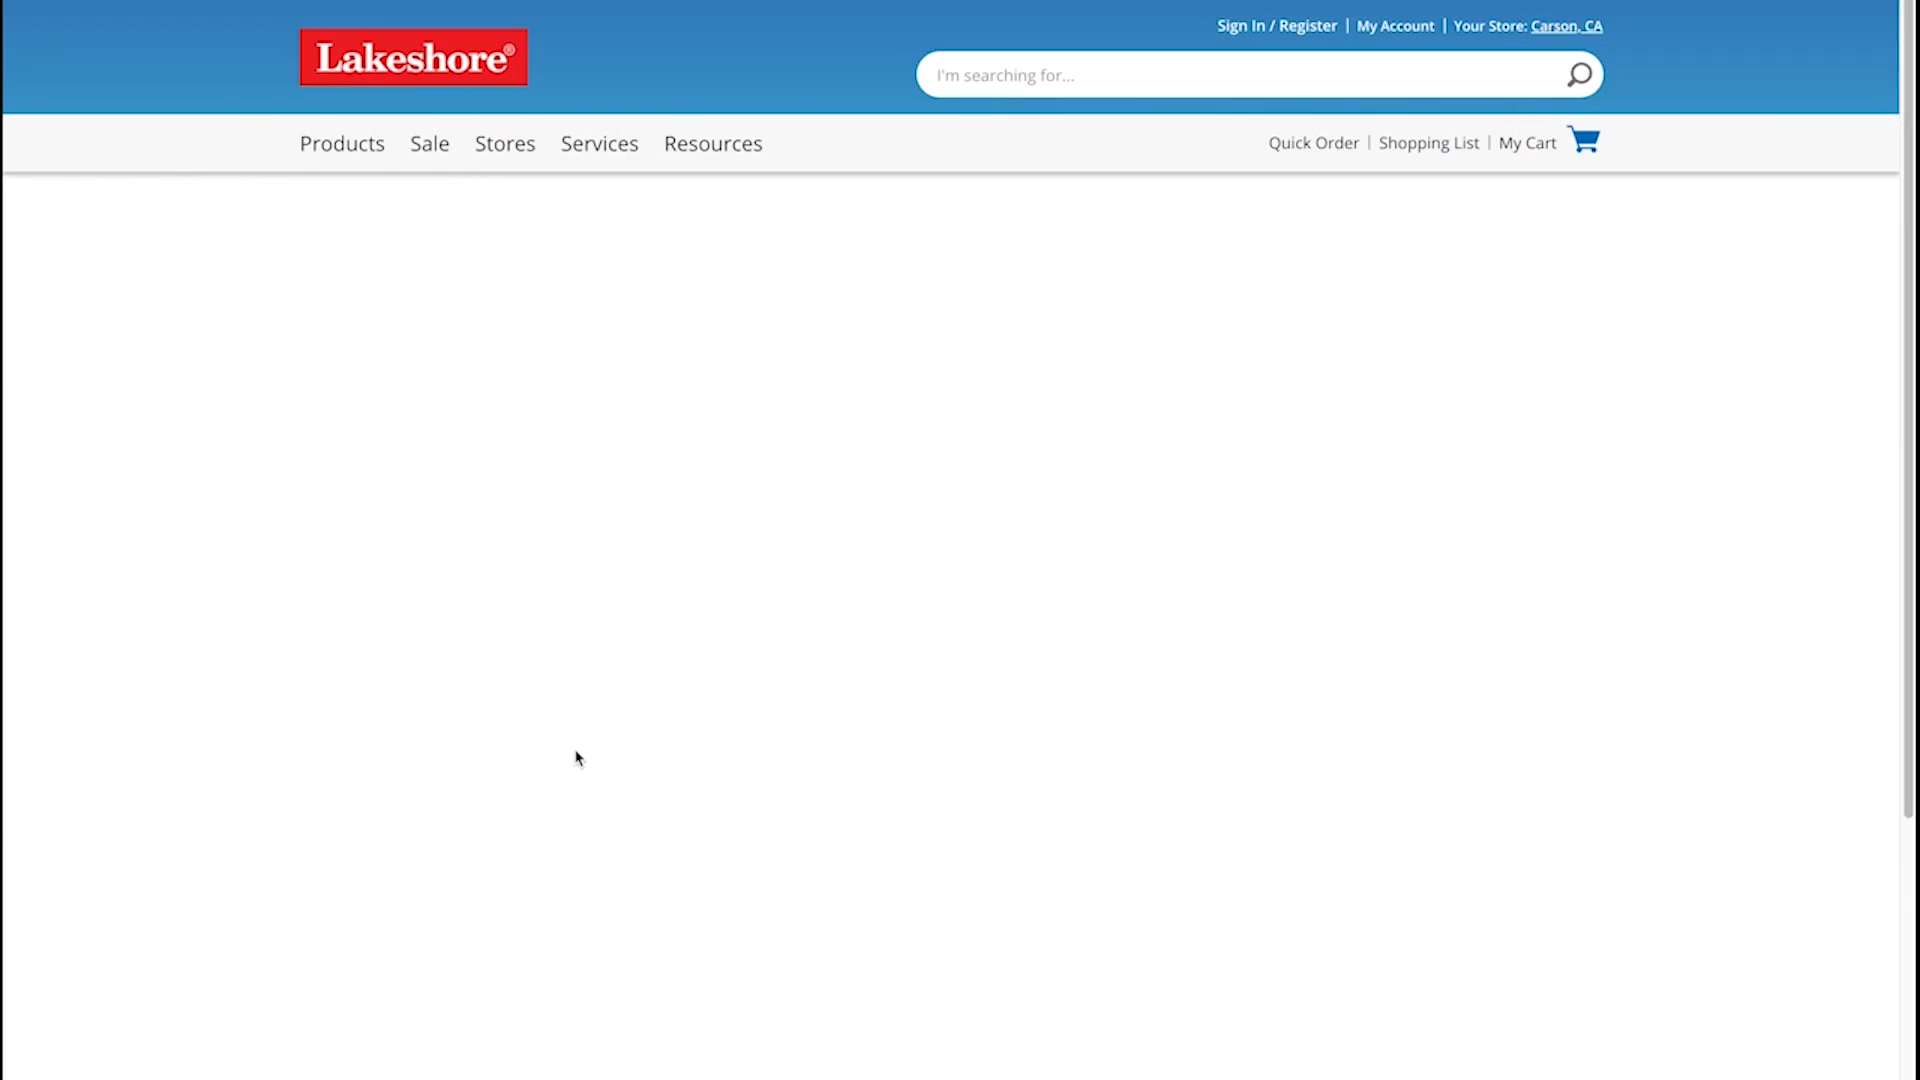 Sign In / Register | My Account | Your Store: Carson, CA
Lakeshore®
I'm searching for...
Products Sale Stores Services Resources
Quick Order | Shopping List | My Cart